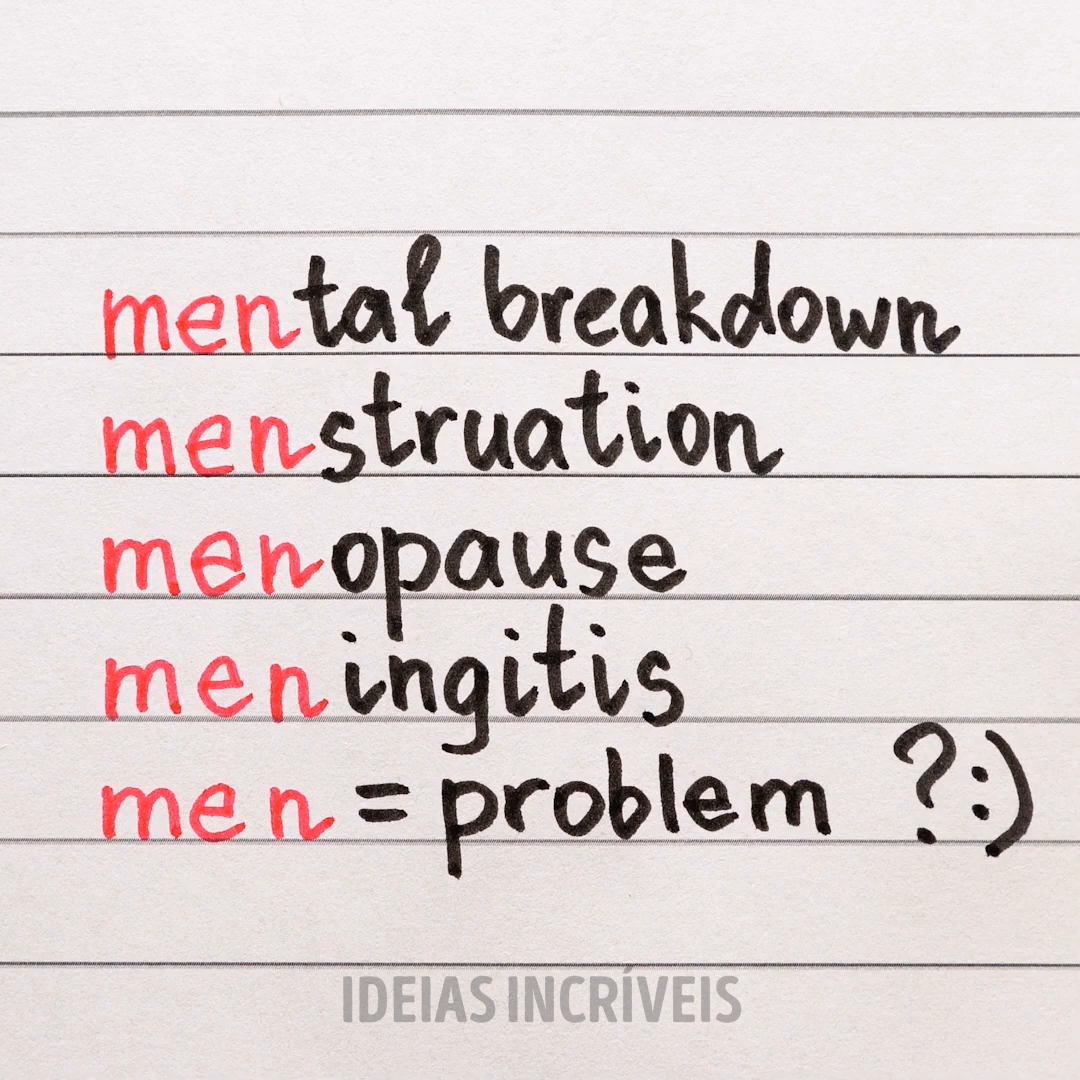 mental breakdown
menstruation
menopause
meningitis
men = problem ?:)
IDEIAS INCRÍVEIS